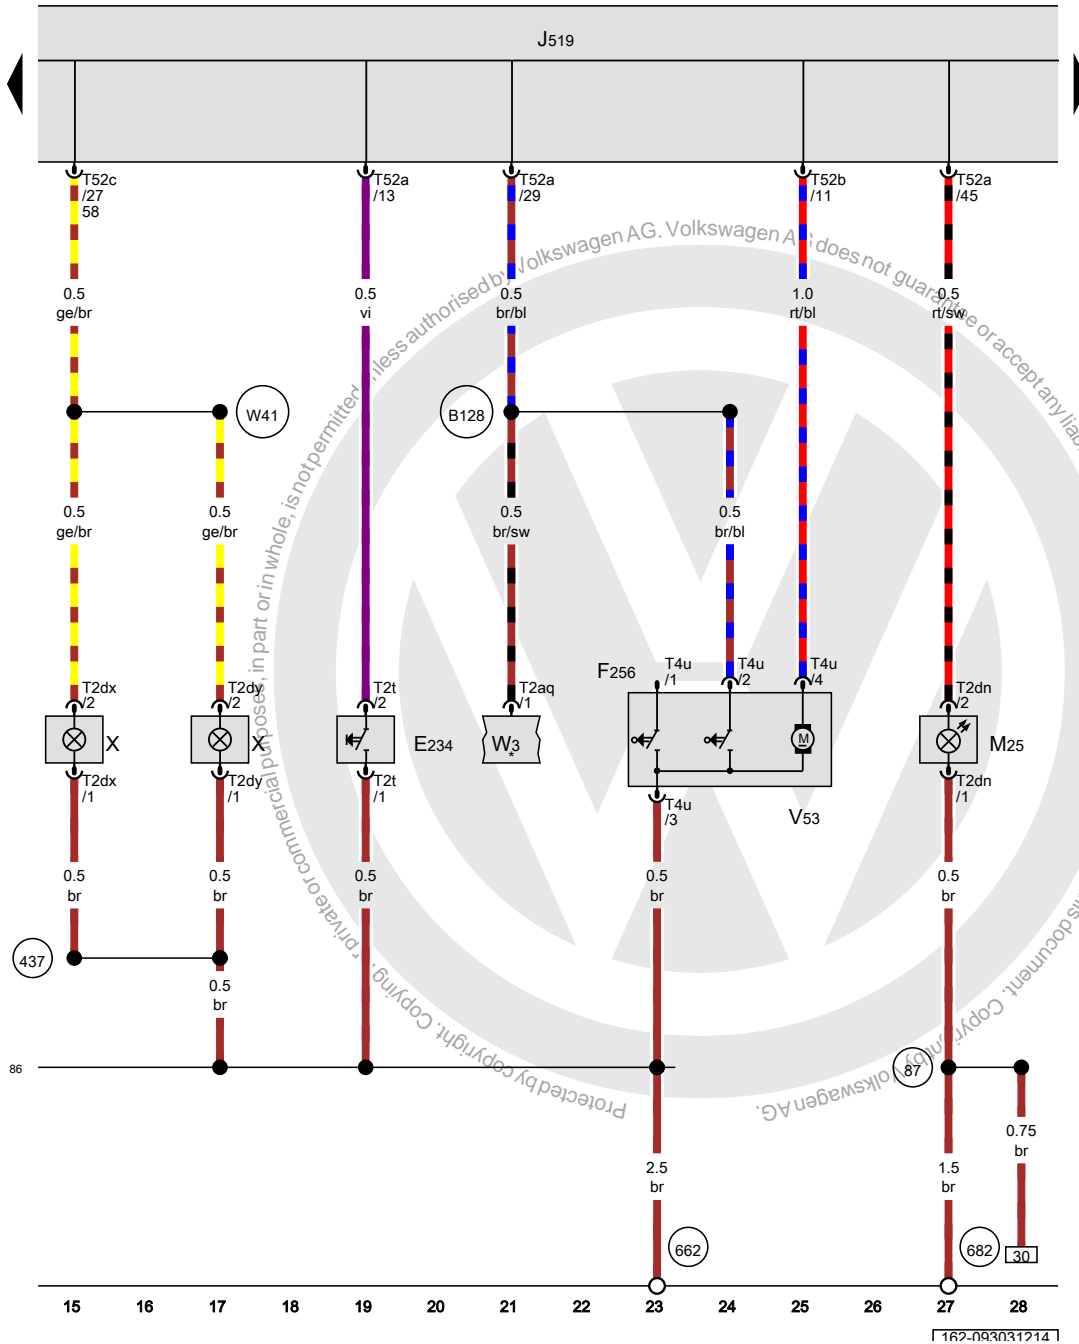 J519
T52c
/27
58
T52a
/13
T52a
/29
T52b
/11
T52a
/45
0.5
ge/br
0.5
vi
0.5
br/bl
1.0
rt/bl
0.5
rt/sw
W41
B128
0.5
ge/br
0.5
ge/br
0.5
br/sw
0.5
br/bl
F256
T4u
/1
T4u
/2
T4u
/4
T2dx
/2
T2dy
/2
T2t
/2
T2aq
/1
T2dn
/2
X
X
E234
W3
*
M
M25
T2dx
/1
T2dy
/1
T2t
/1
T4u
/3
V53
T2dn
/1
0.5
br
0.5
br
0.5
br
0.5
br
0.5
br
437
0.5
br
86
87
0.75
br
2.5
br
1.5
br
662
682
30
15 16 17 18 19 20 21 22 23 24 25 26 27 28
162-093031214
Protected by copyright. Copying, private or commercial purposes, in part or in whole, is not permitted unless authorised by Volkswagen AG. Volkswagen AG does not guarantee or accept any
document. Copyright by Volkswagen AG.